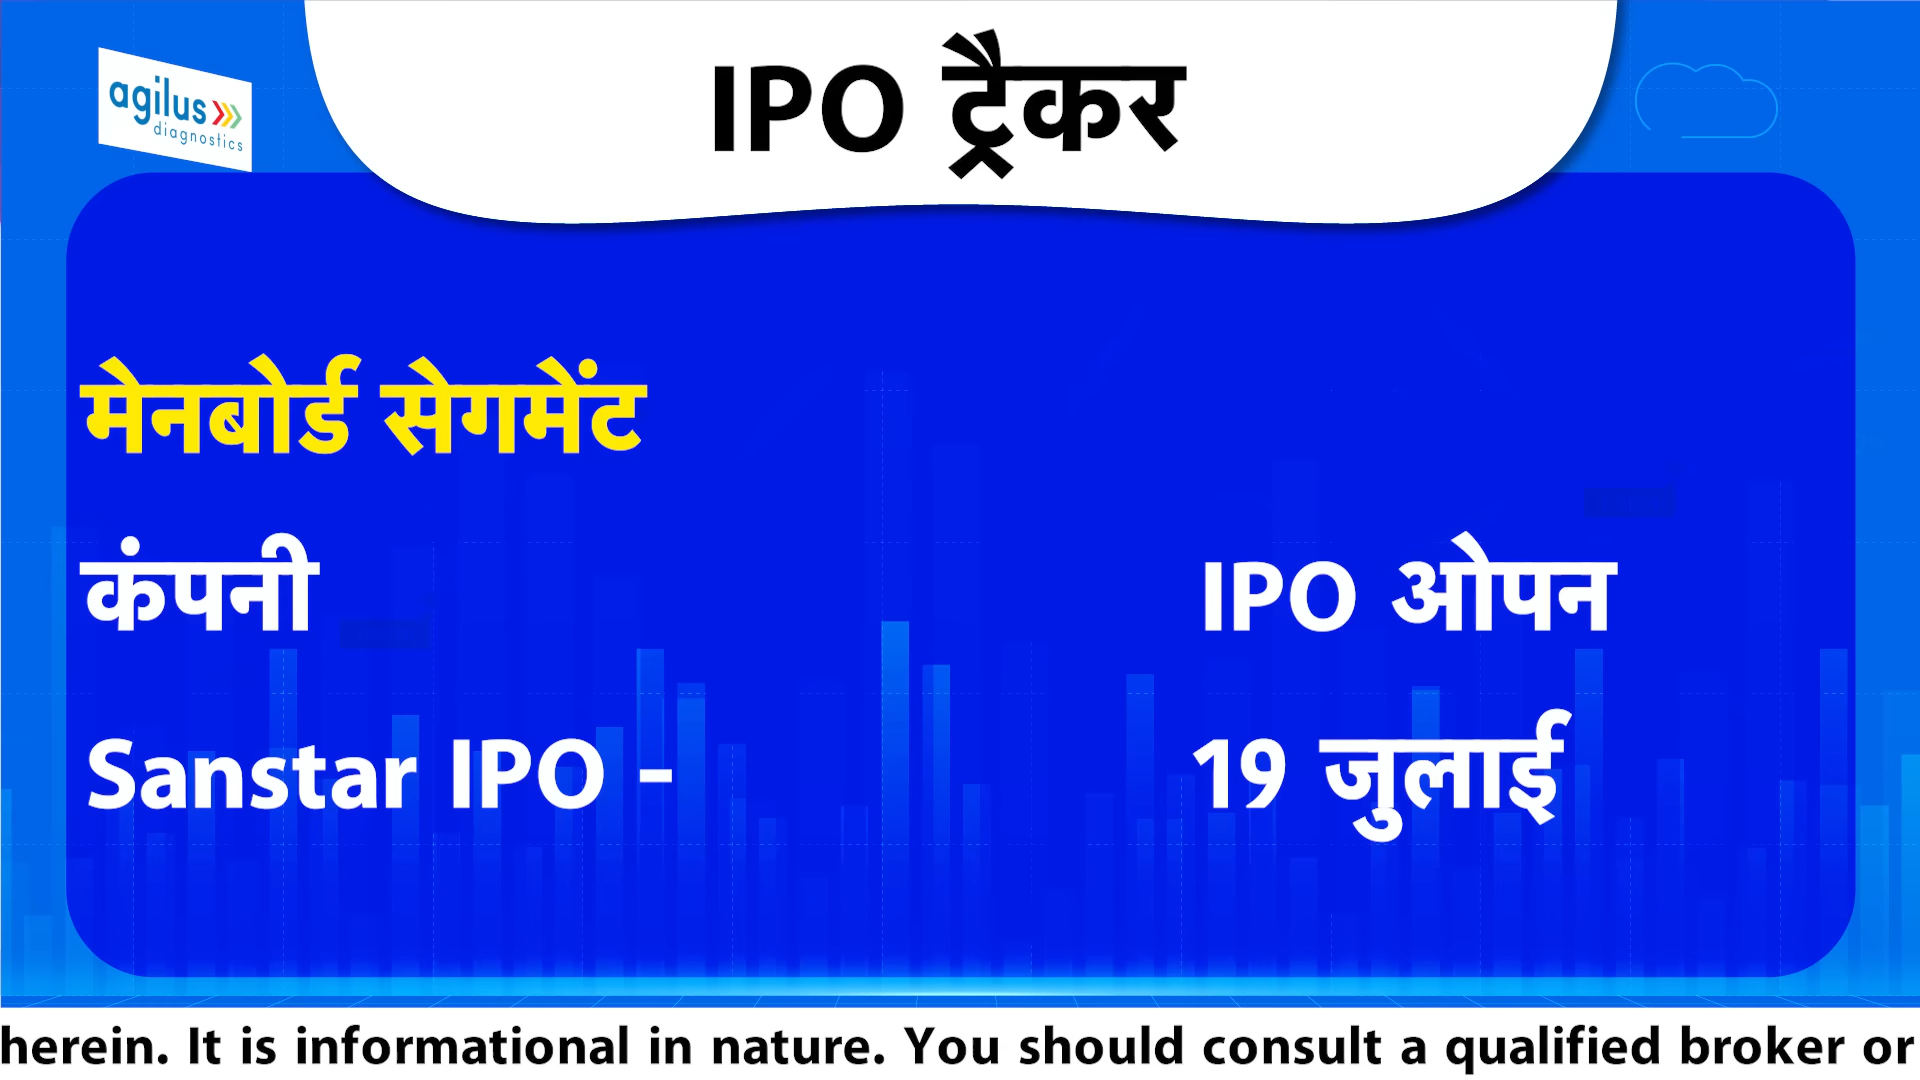 agilus
diagnostics
IPO ट्रैकर
मेनबोर्ड सेगमेंट
कंपनी IPO ओपन
Sanstar IPO - 19 जुलाई
herein. It is informational in nature. You should consult a qualified broker or